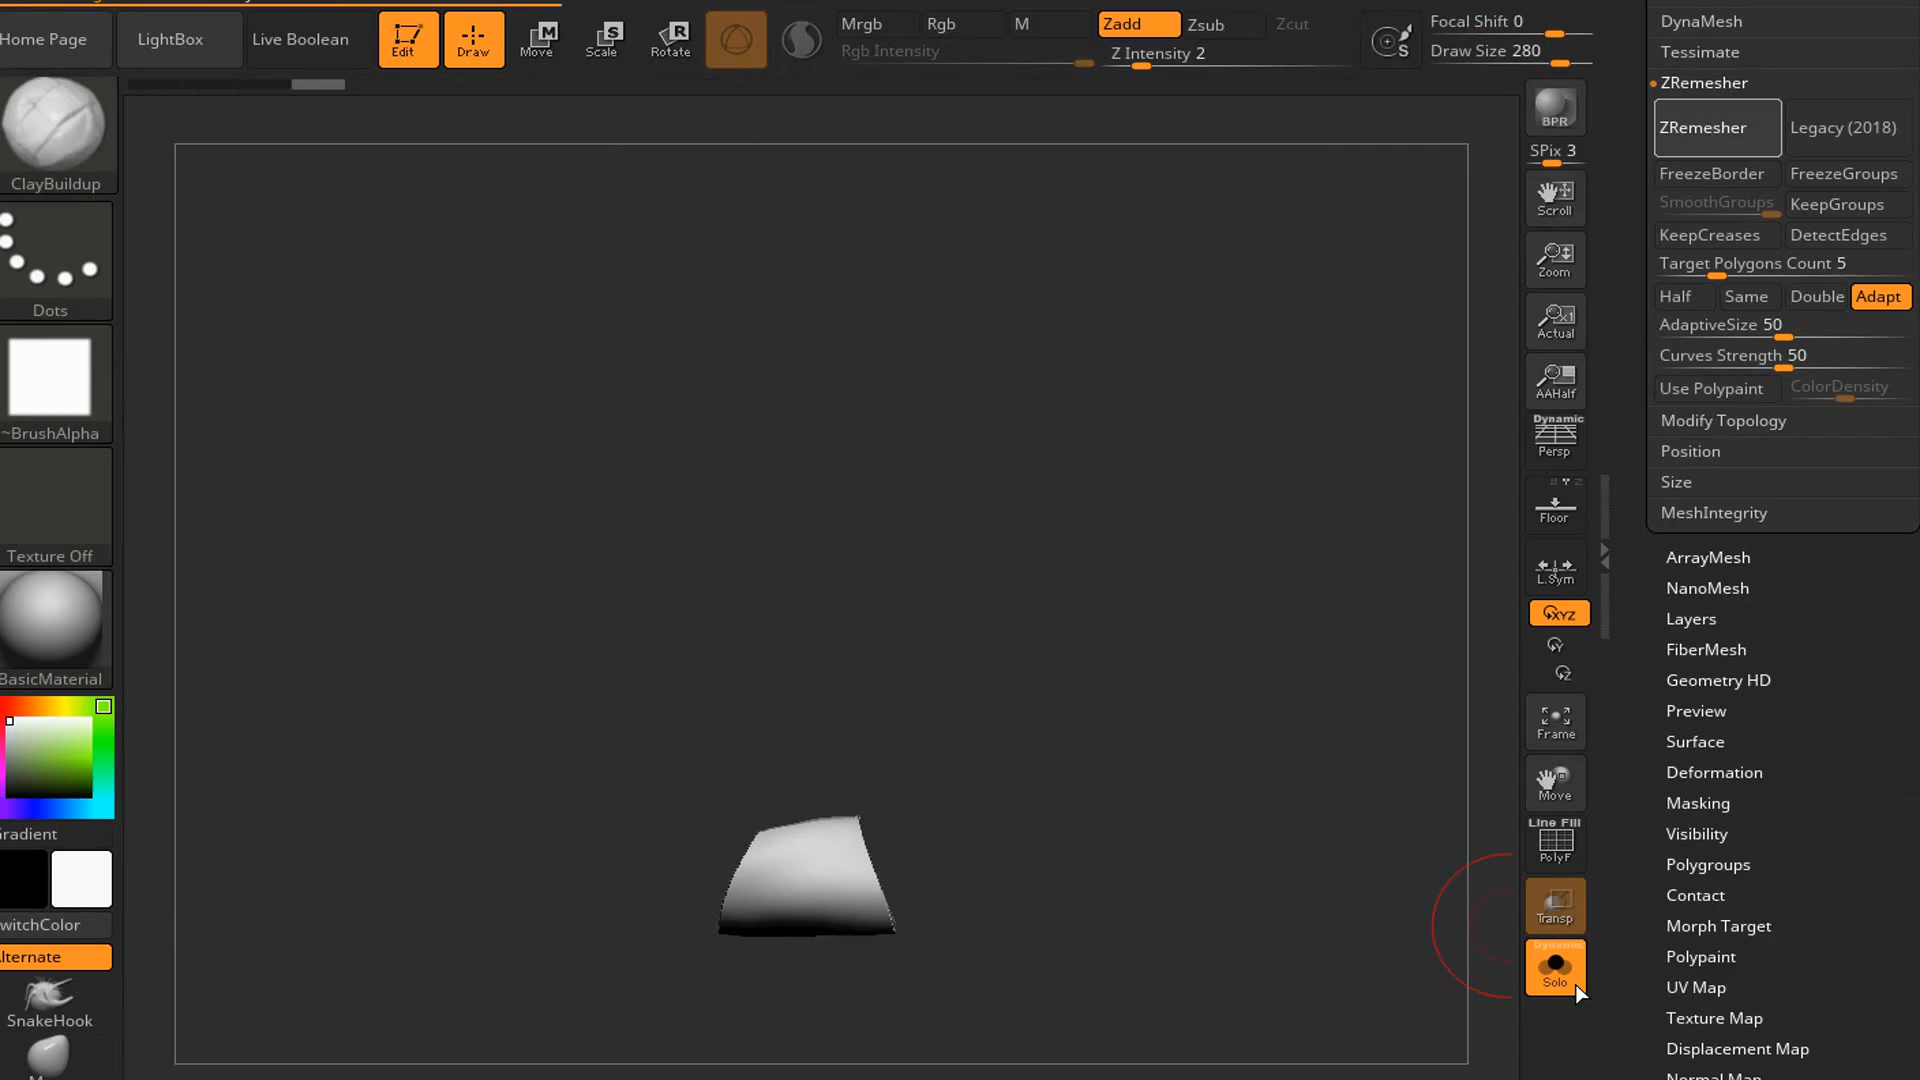 Home Page
LightBox
Live Boolean
Edit
Draw
Move
M
Scale
S
Rotate
R
Mrgb
Rgb
M
Rgb Intensity
Zadd
Zsub
Zcut
Z Intensity 2
S
Focal Shift 0
Draw Size 280
ClayBuildup
Dots
~BrushAlpha
Texture Off
BasicMaterial
Gradient
witchColor
lternate
SnakeHook
BPR
SPix 3
Scroll
Zoom
Actual
AAHalf
Dynamic
Persp
Floor
L.Sym
XYZ
Y
Z
Frame
Move
Line Fill
PolyF
Transp
Dynamic
Solo
DynaMesh
Tessimate
ZRemesher
ZRemesher
Legacy (2018)
FreezeBorder
FreezeGroups
SmoothGroups
KeepGroups
KeepCreases
DetectEdges
Target Polygons Count 5
Half
Same
Double
Adapt
AdaptiveSize 50
Curves Strength 50
Use Polypaint
ColorDensity
Modify Topology
Position
Size
MeshIntegrity
ArrayMesh
NanoMesh
Layers
FiberMesh
Geometry HD
Preview
Surface
Deformation
Masking
Visibility
Polygroups
Contact
Morph Target
Polypaint
UV Map
Texture Map
Displacement Map
Normal Map